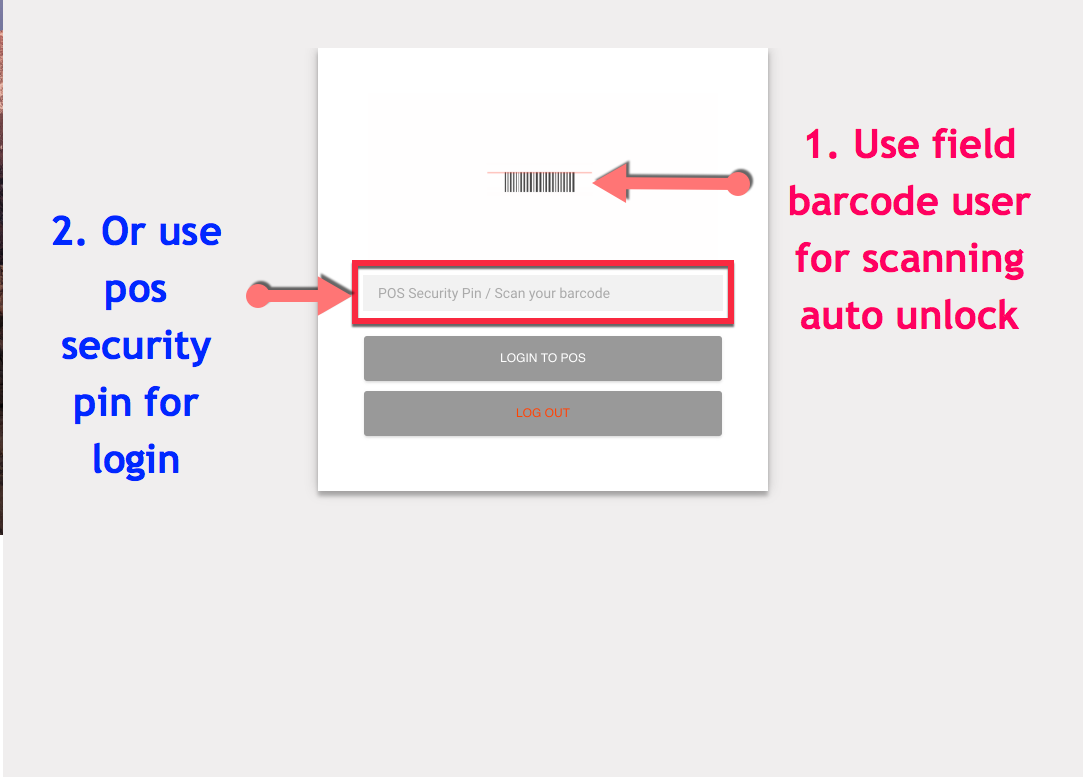 1. Use field
barcode user
for scanning
auto unlock
2. Or use
pos
security
pin for
login
POS Security Pin / Scan your barcode
LOGIN TO POS
LOG OUT